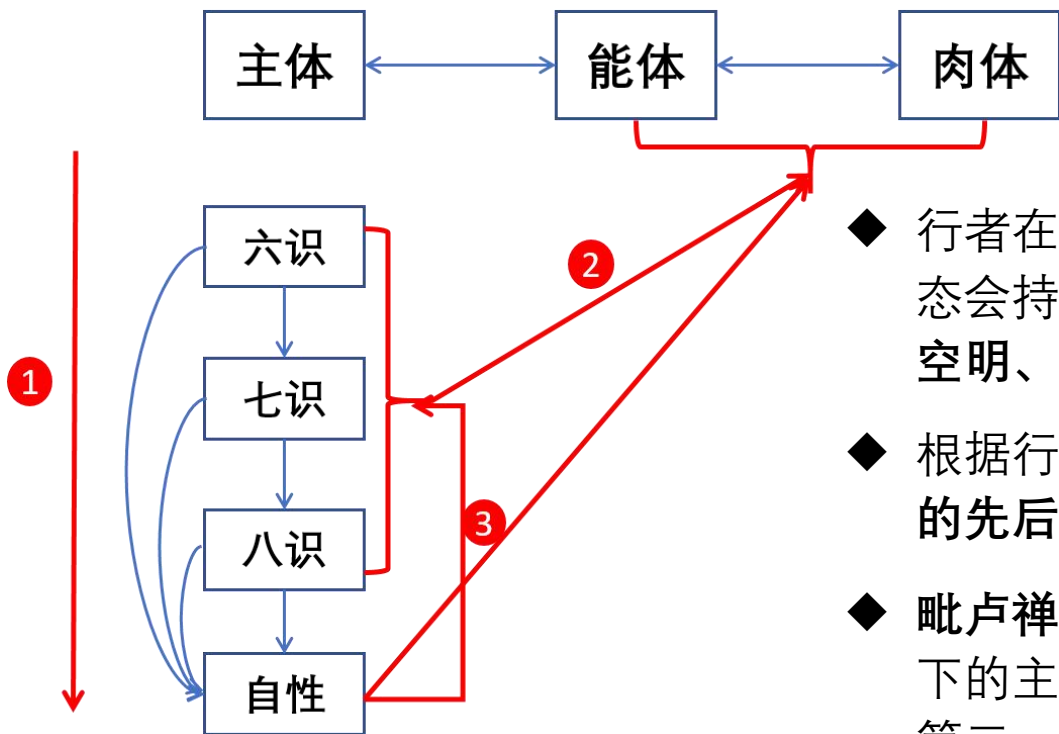 主体
能体
肉体
六识
七识
八识
自性
1
2
3
◆ 行者在
态会持
空明、
◆ 根据行
的先后
◆ 毗卢禅
下的主